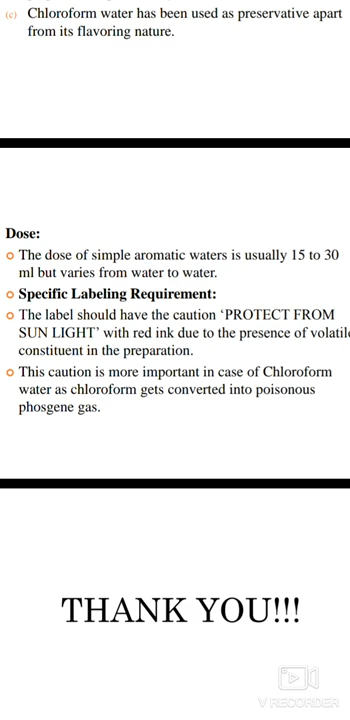 (c) Chloroform water has been used as preservative apart
from its flavoring nature.
Dose:
The dose of simple aromatic waters is usually 15 to 30
ml but varies from water to water.
Specific Labeling Requirement:
The label should have the caution ‘PROTECT FROM
SUN LIGHT’ with red ink due to the presence of volatile
constituent in the preparation.
This caution is more important in case of Chloroform
water as chloroform gets converted into poisonous
phosgene gas.
THANK YOU!!!
V RECORDER